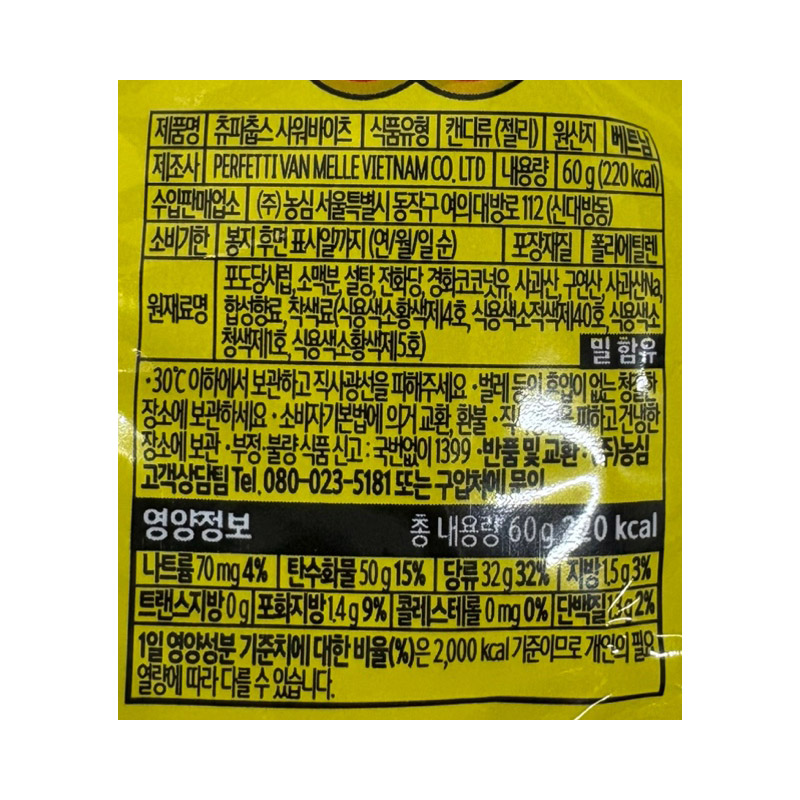 제품명 츄파춥스 사워바이츠 식품유형 캔디류(젤리) 원산지 베트남
제조사 PERFETTI VAN MELLE VIETNAM CO., LTD 내용량 60 g (220 kcal)
수입판매업소 (주)농심 서울특별시 동작구 여의대방로 112 (신대방동)
소비기한 봉지 후면 표시일까지 (연/월/일 순) 포장재질 폴리에틸렌
원재료명 포도당시럽, 소맥분, 설탕, 전화당, 경화코코넛유, 사과산, 구연산, 사과산Na,
합성향료, 착색료(식용색소황색제4호, 식용색소적색제40호, 식용색소
청색제1호, 식용색소황색제5호)
밀 함유
·30℃ 이하에서 보관하고 직사광선을 피해주세요 ·벌레 등의 혼입이 없는 청결한
장소에 보관하세요 ·소비자기본법에 의거 교환, 환불 · 피하고 건냉한
장소에 보관 ·부정·불량식품 신고 : 국번없이 1399 ·반품 및 교환 : (주)농심
고객상담팀 Tel. 080-023-5181 또는 구입처에 문의
영양정보 총 내용량 60 g 220 kcal
나트륨 70 mg 4% 탄수화물 50 g 15% 당류 32 g 32% 지방 1.5 g 3%
트랜스지방 0 g 포화지방 1.4 g 9% 콜레스테롤 0 mg 0% 단백질 2%
1일 영양성분 기준치에 대한 비율(%)은 2,000 kcal 기준이므로 개인의 필요
열량에 따라 다를 수 있습니다.